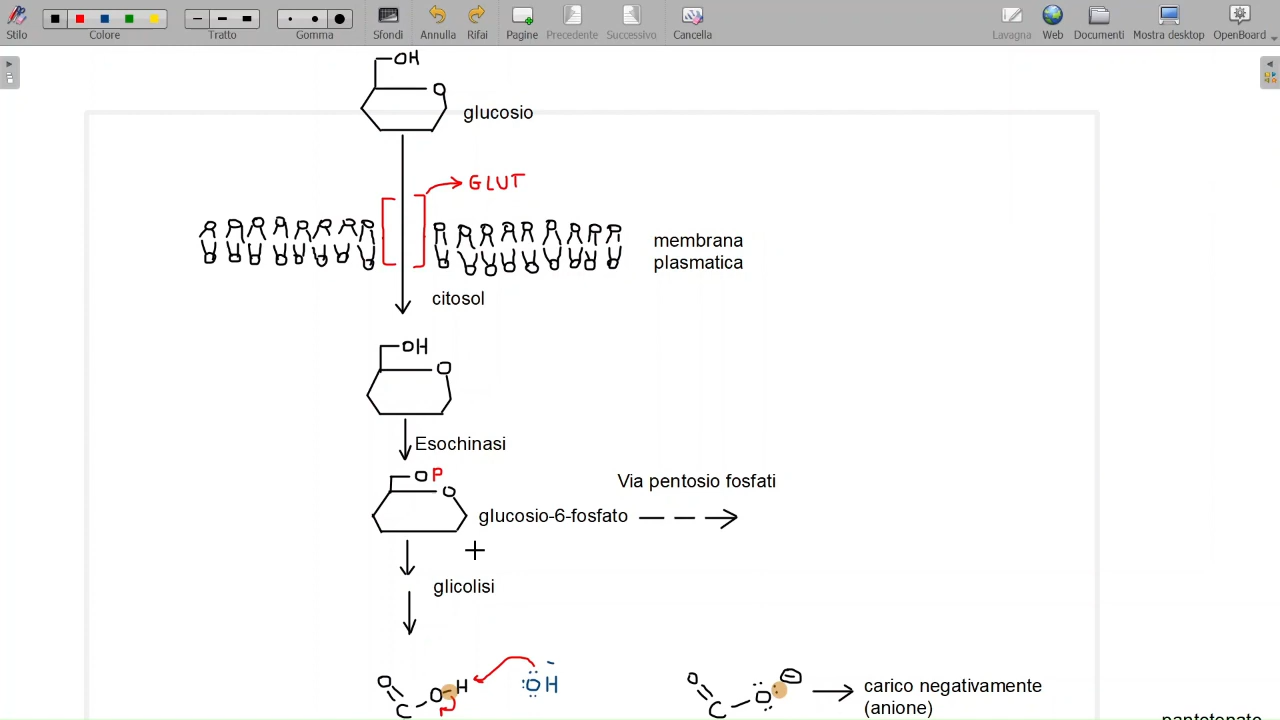 Stilo
Colore
Tratto
Gomma
Sfondi
Annulla
Rifai
Pagine
Precedente
Successivo
Cancella
Lavagna
Web
Documenti
Mostra desktop
OpenBoard
OH
O
glucosio
GLUT
membrana
plasmatica
citosol
OH
O
Esochinasi
O P
O
Via pentosio fosfati
glucosio-6-fosfato
glicolisi
O
C
O-H
OH
-
O
C
O
-
carico negativamente
(anione)
pantotenato